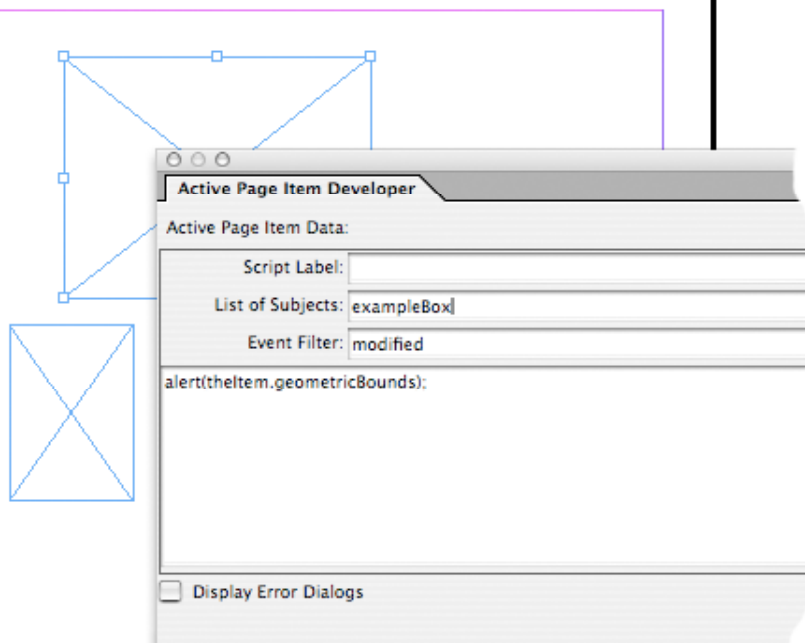 Active Page Item Developer
Active Page Item Data:
Script Label:
List of Subjects: exampleBox
Event Filter: modified
alert(theItem.geometricBounds);
Display Error Dialogs